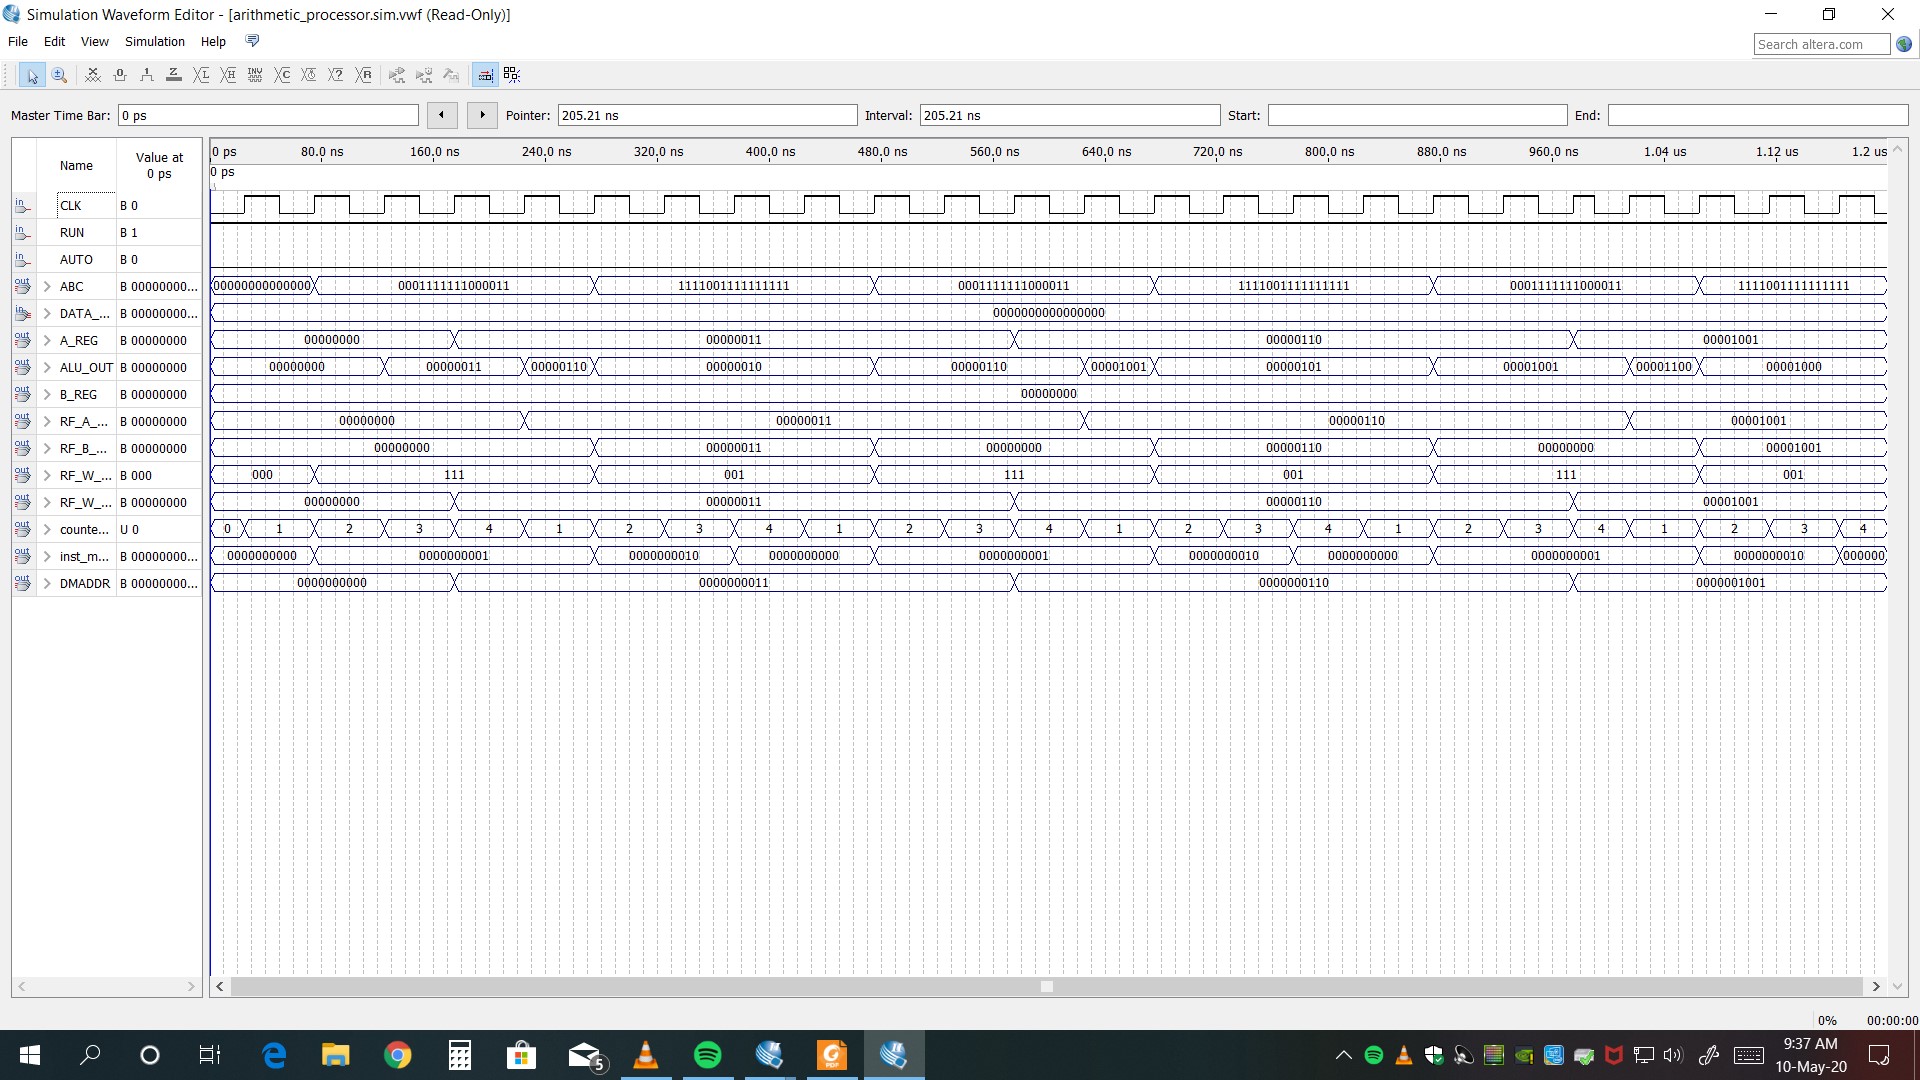 Simulation Waveform Editor - [arithmetic_processor.sim.vwf (Read-Only)]
File Edit View Simulation Help
Search altera.com
Master Time Bar: 0 ps Pointer: 205.21 ns Interval: 205.21 ns Start: End:
Name Value at 0 ps
0 ps 80.0 ns 160.0 ns 240.0 ns 320.0 ns 400.0 ns 480.0 ns 560.0 ns 640.0 ns 720.0 ns 800.0 ns 880.0 ns 960.0 ns 1.04 us 1.12 us 1.2 us
0 ps
CLK B 0
RUN B 1
AUTO B 0
ABC B 00000000... 00000000000000 0001111111000011 1111001111111111 0001111111000011 1111001111111111 0001111111000011 1111001111111111
DATA_... B 00000000... 0000000000000000
A_REG B 00000000 00000000 00000011 00000110 00001001
ALU_OUT B 00000000 00000000 00000011 00000110 00000010 00000110 00001001 00000101 00001001 00001100 00001000
B_REG B 00000000 00000000
RF_A_... B 00000000 00000000 00000011 00000110 00001001
RF_B_... B 00000000 00000000 00000011 00000000 00000110 00000000 00001001
RF_W_... B 000 000 111 001 111 001 111 001
RF_W_... B 00000000 00000000 00000011 00000110 00001001
counte... U 0 0 1 2 3 4 1 2 3 4 1 2 3 4 1 2 3 4 1 2 3 4 1 2 3 4
inst_m... B 00000000... 0000000000 0000000001 0000000010 0000000000 0000000001 0000000010 0000000000 0000000001 0000000010 000000
DMADDR B 00000000... 0000000000 0000000011 0000000110 0000001001
0% 00:00:00
5
PDF
9:37 AM
10-May-20